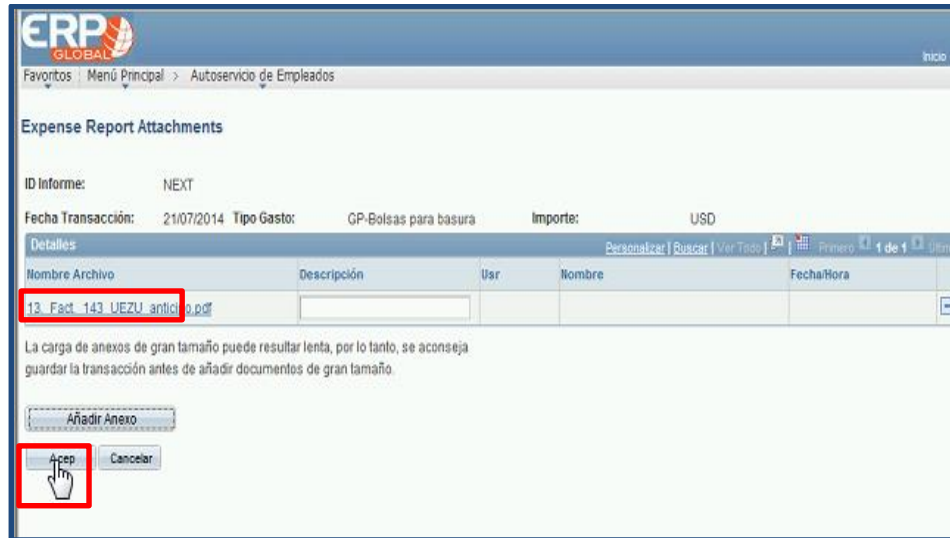 ERP
GLOBAL
Inicio
Favoritos Menú Principal > Autoservicio de Empleados
Expense Report Attachments
ID Informe: NEXT
Fecha Transacción: 21/07/2014 Tipo Gasto: GP-Bolsas para basura Importe: USD
Detalles Personalizar | Buscar | Ver Todo | Primero 1 de 1
Nombre Archivo Descripción Usr Nombre Fecha/Hora
13._Fact._143_UEZU_anticipo.pdf
La carga de anexos de gran tamaño puede resultar lenta, por lo tanto, se aconseja
guardar la transacción antes de añadir documentos de gran tamaño.
Añadir Anexo
Acep Cancelar